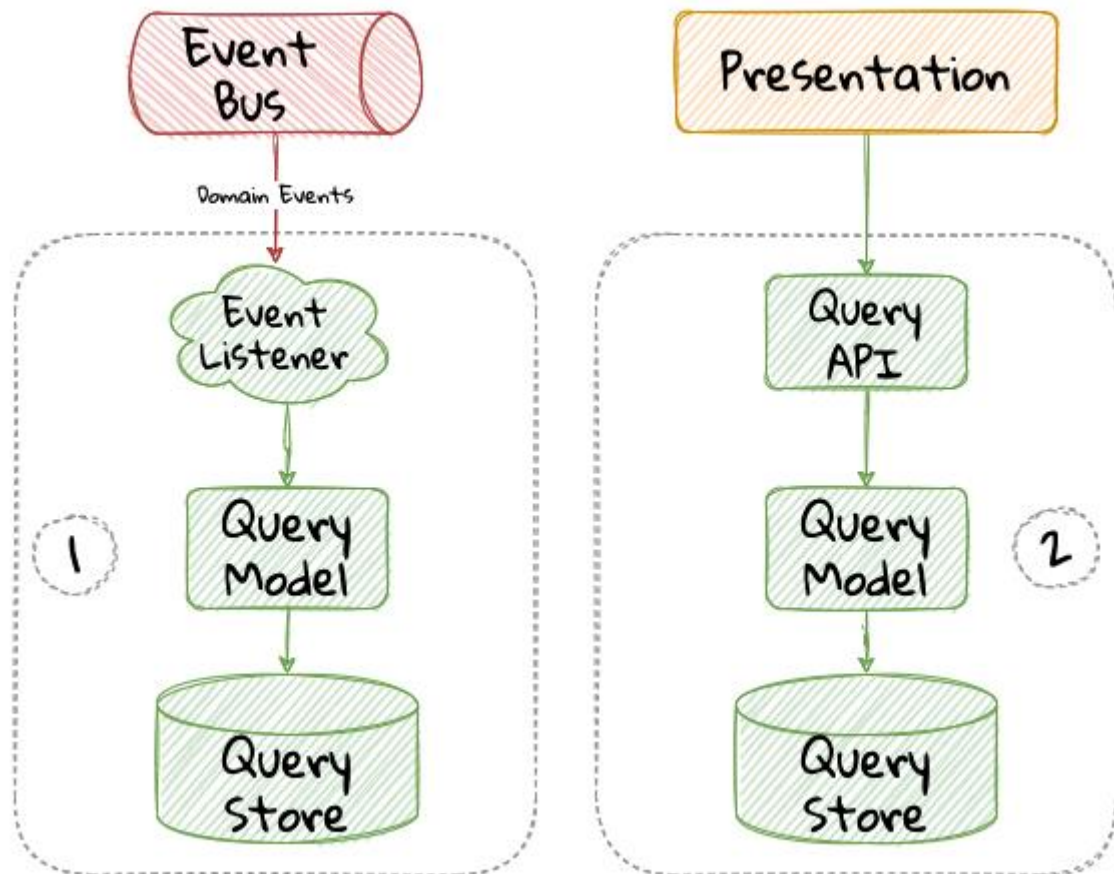 Event
Bus
Domain Events
Event
Listener
Query
Model
Query
Store
1
Presentation
Query
API
Query
Model
Query
Store
2